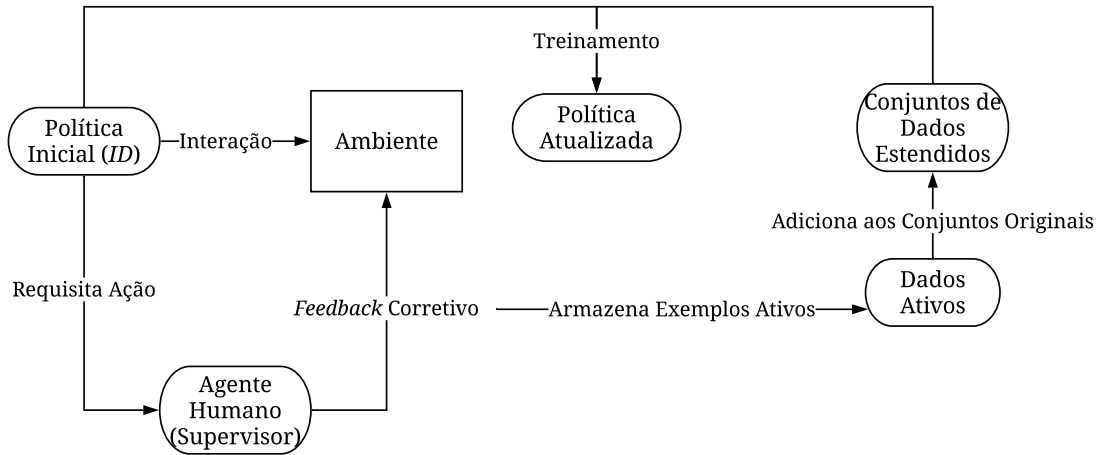 Treinamento
Política
Inicial (ID)
Interação
Ambiente
Política
Atualizada
Conjuntos de
Dados
Estendidos
Adiciona aos Conjuntos Originais
Requisita Ação
Feedback Corretivo
Armazena Exemplos Ativos
Dados
Ativos
Agente
Humano
(Supervisor)